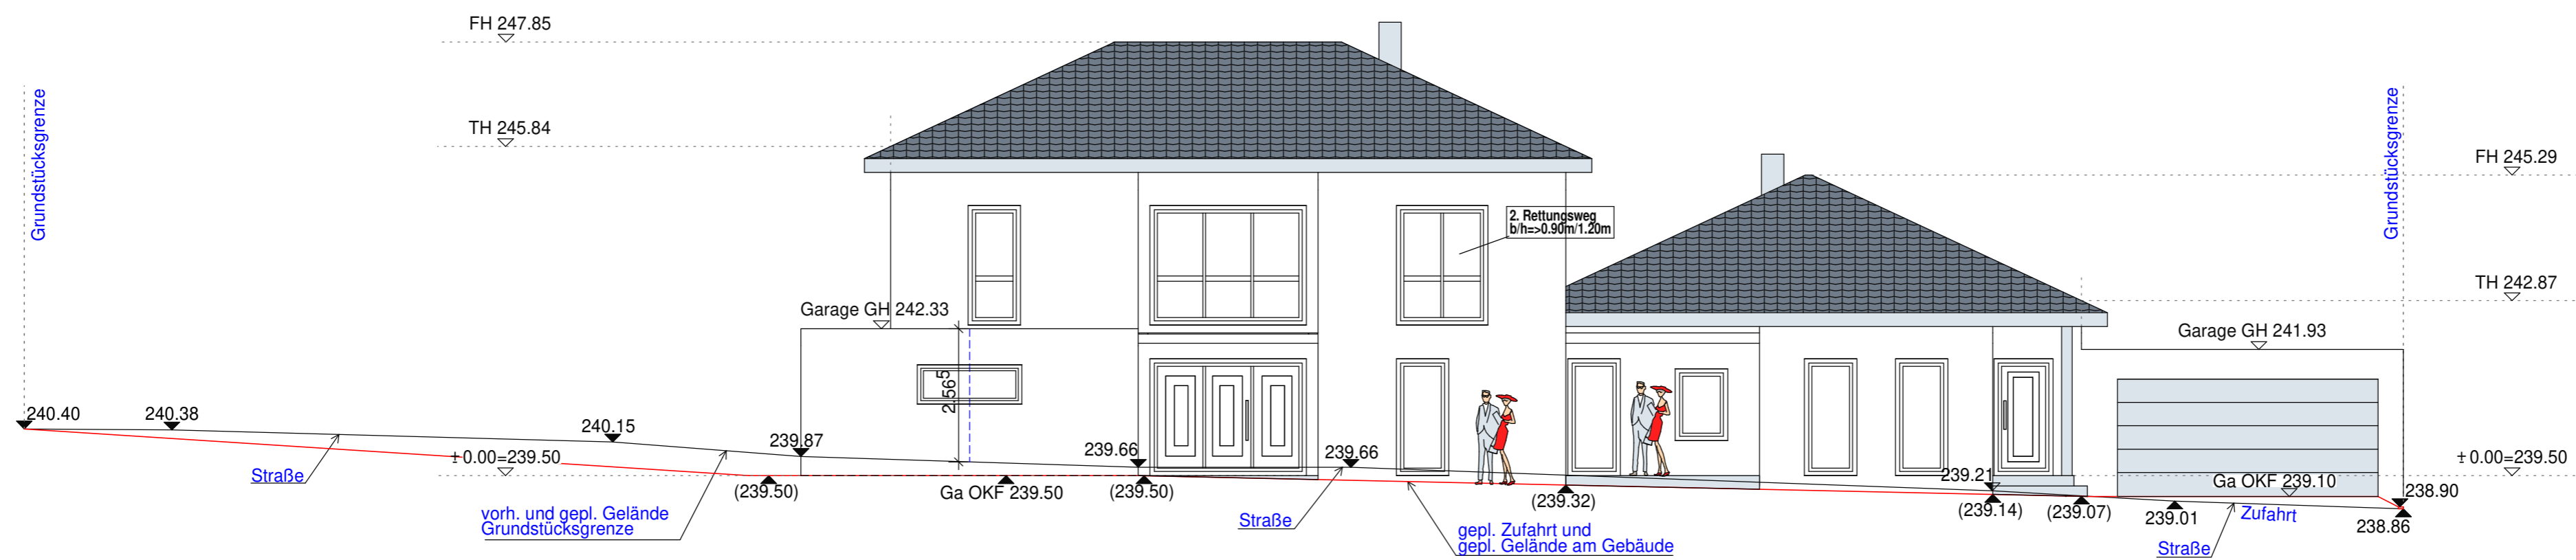 FH 247.85
TH 245.84
Grundstücksgrenze
Grundstücksgrenze
FH 245.29
TH 242.87
2. Rettungsweg
b/h=>0.90m/1.20m
Garage GH 242.33
Garage GH 241.93
2.56⁵
240.40
240.38
240.15
239.87
239.66
239.66
± 0.00=239.50
± 0.00=239.50
239.21
Straße
(239.50)
Ga OKF 239.50
(239.50)
(239.32)
(239.14)
(239.07)
Ga OKF 239.10
238.90
239.01
Zufahrt
238.86
vorh. und gepl. Gelände
Grundstücksgrenze
Straße
gepl. Zufahrt und
gepl. Gelände am Gebäude
Straße